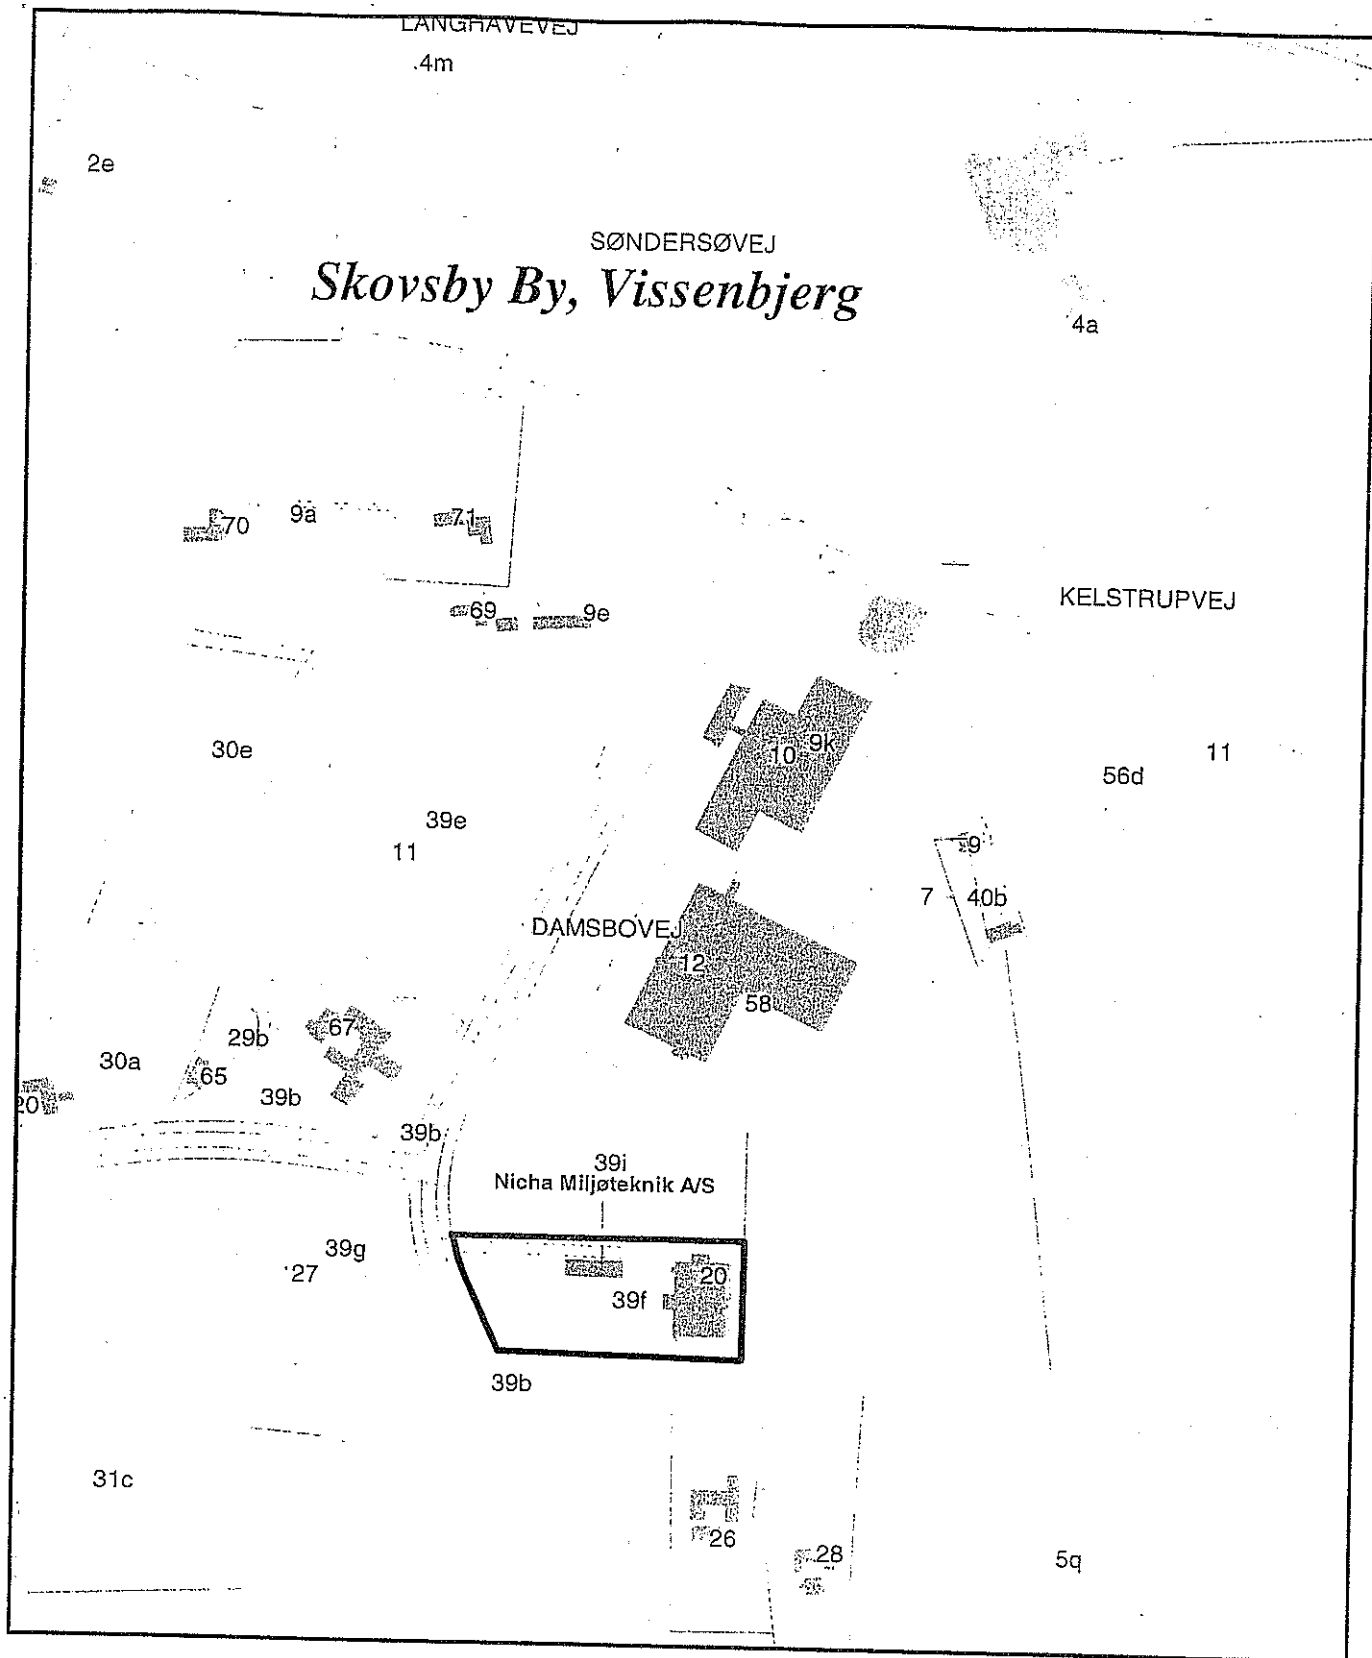 LANGHAVEVEJ
4m
2e
SØNDERSØVEJ
Skovsby By, Vissenbjerg
4a
70
9a
71
69
9e
KELSTRUPVEJ
30e
10
9k
11
56d
39e
11
9
7
40b
DAMSBOVEJ
12
58
67
29b
30a
65
39b
20
39b
39i
Nicha Miljøteknik A/S
39g
27
20
39f
39b
31c
26
28
5q